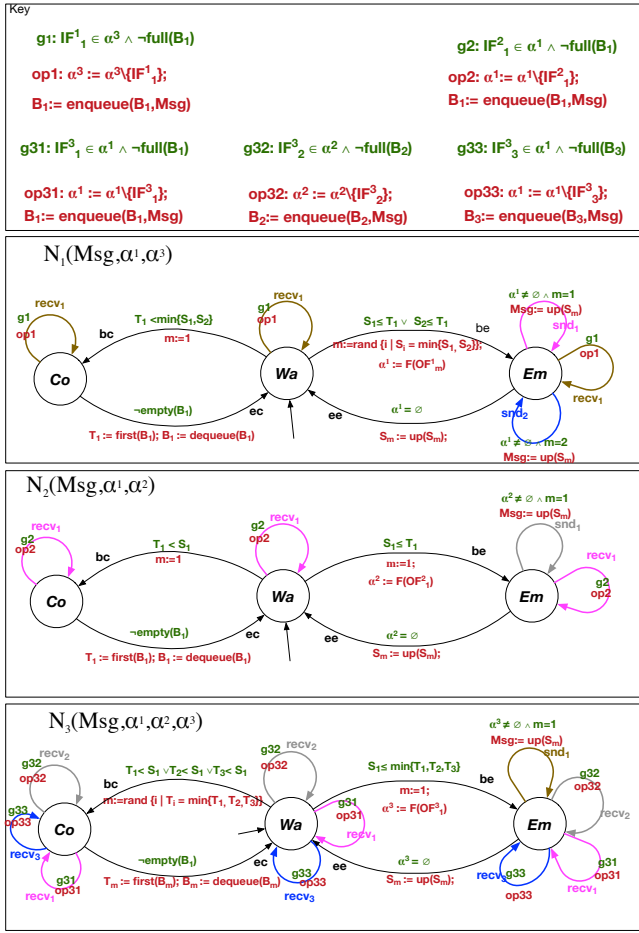 Key
g1: IF¹₁ ∈ α³ ∧ ¬full(B₁)
g2: IF²₁ ∈ α¹ ∧ ¬full(B₁)
op1: α³ := α³\{IF¹₁};
B₁:= enqueue(B₁,Msg)
op2: α¹:= α¹\{IF²₁};
B₁:= enqueue(B₁,Msg)
g31: IF³₁ ∈ α¹ ∧ ¬full(B₁)
g32: IF³₂ ∈ α² ∧ ¬full(B₂)
g33: IF³₃ ∈ α¹ ∧ ¬full(B₃)
op31: α¹ := α¹\{IF³₁};
B₁:= enqueue(B₁,Msg)
op32: α² := α²\{IF³₂};
B₂:= enqueue(B₂,Msg)
op33: α¹ := α¹\{IF³₃};
B₃:= enqueue(B₃,Msg)
N₁(Msg,α¹,α³)
recv₁
g1
op1
bc
T₁ <min{S₁,S₂}
m:=1
recv₁
g1
op1
S₁≤ T₁ ∨ S₂≤ T₁
be
m:=rand {i | Sᵢ = min{S₁, S₂}};
α¹ := F(OF¹ₘ)
α¹ ≠ ∅ ∧ m=1
Msg:= up(Sₘ)
snd₁
g1
op1
recv₁
Co
Wa
Em
¬empty(B₁)
ec
T₁ := first(B₁); B₁ := dequeue(B₁)
ee
α¹ = ∅
Sₘ := up(Sₘ);
snd₂
α¹ ≠ ∅ ∧ m=2
Msg:= up(Sₘ)
N₂(Msg,α¹,α²)
recv₁
g2
op2
bc
T₁ < S₁
m:=1
recv₁
g2
op2
S₁≤ T₁
be
m:=1;
α² := F(OF²₁)
α² ≠ ∅ ∧ m=1
Msg:= up(Sₘ)
snd₁
recv₁
g2
op2
Co
Wa
Em
¬empty(B₁)
ec
T₁ := first(B₁); B₁ := dequeue(B₁)
ee
α² = ∅
Sₘ := up(Sₘ);
N₃(Msg,α¹,α²,α³)
recv₂
g32
op32
bc
T₁< S₁ ∨T₂< S₁ ∨T₃< S₁
m:=rand {i | Tᵢ = min{T₁, T₂,T₃}}
g32
op32
recv₂
S₁≤ min{T₁,T₂,T₃}
be
m:=1;
α³ := F(OF³₁)
α³ ≠ ∅ ∧ m=1
Msg:= up(Sₘ)
snd₁
g32
op32
recv₂
g33
op33
recv₃
g31
op31
recv₁
Co
Wa
Em
g31
op31
recv₁
¬empty(B₁)
ec
Tₘ := first(Bₘ); Bₘ := dequeue(Bₘ)
g33
op33
recv₃
ee
α³ = ∅
Sₘ := up(Sₘ);
recv₃
g33
op33
g31
op31
recv₁